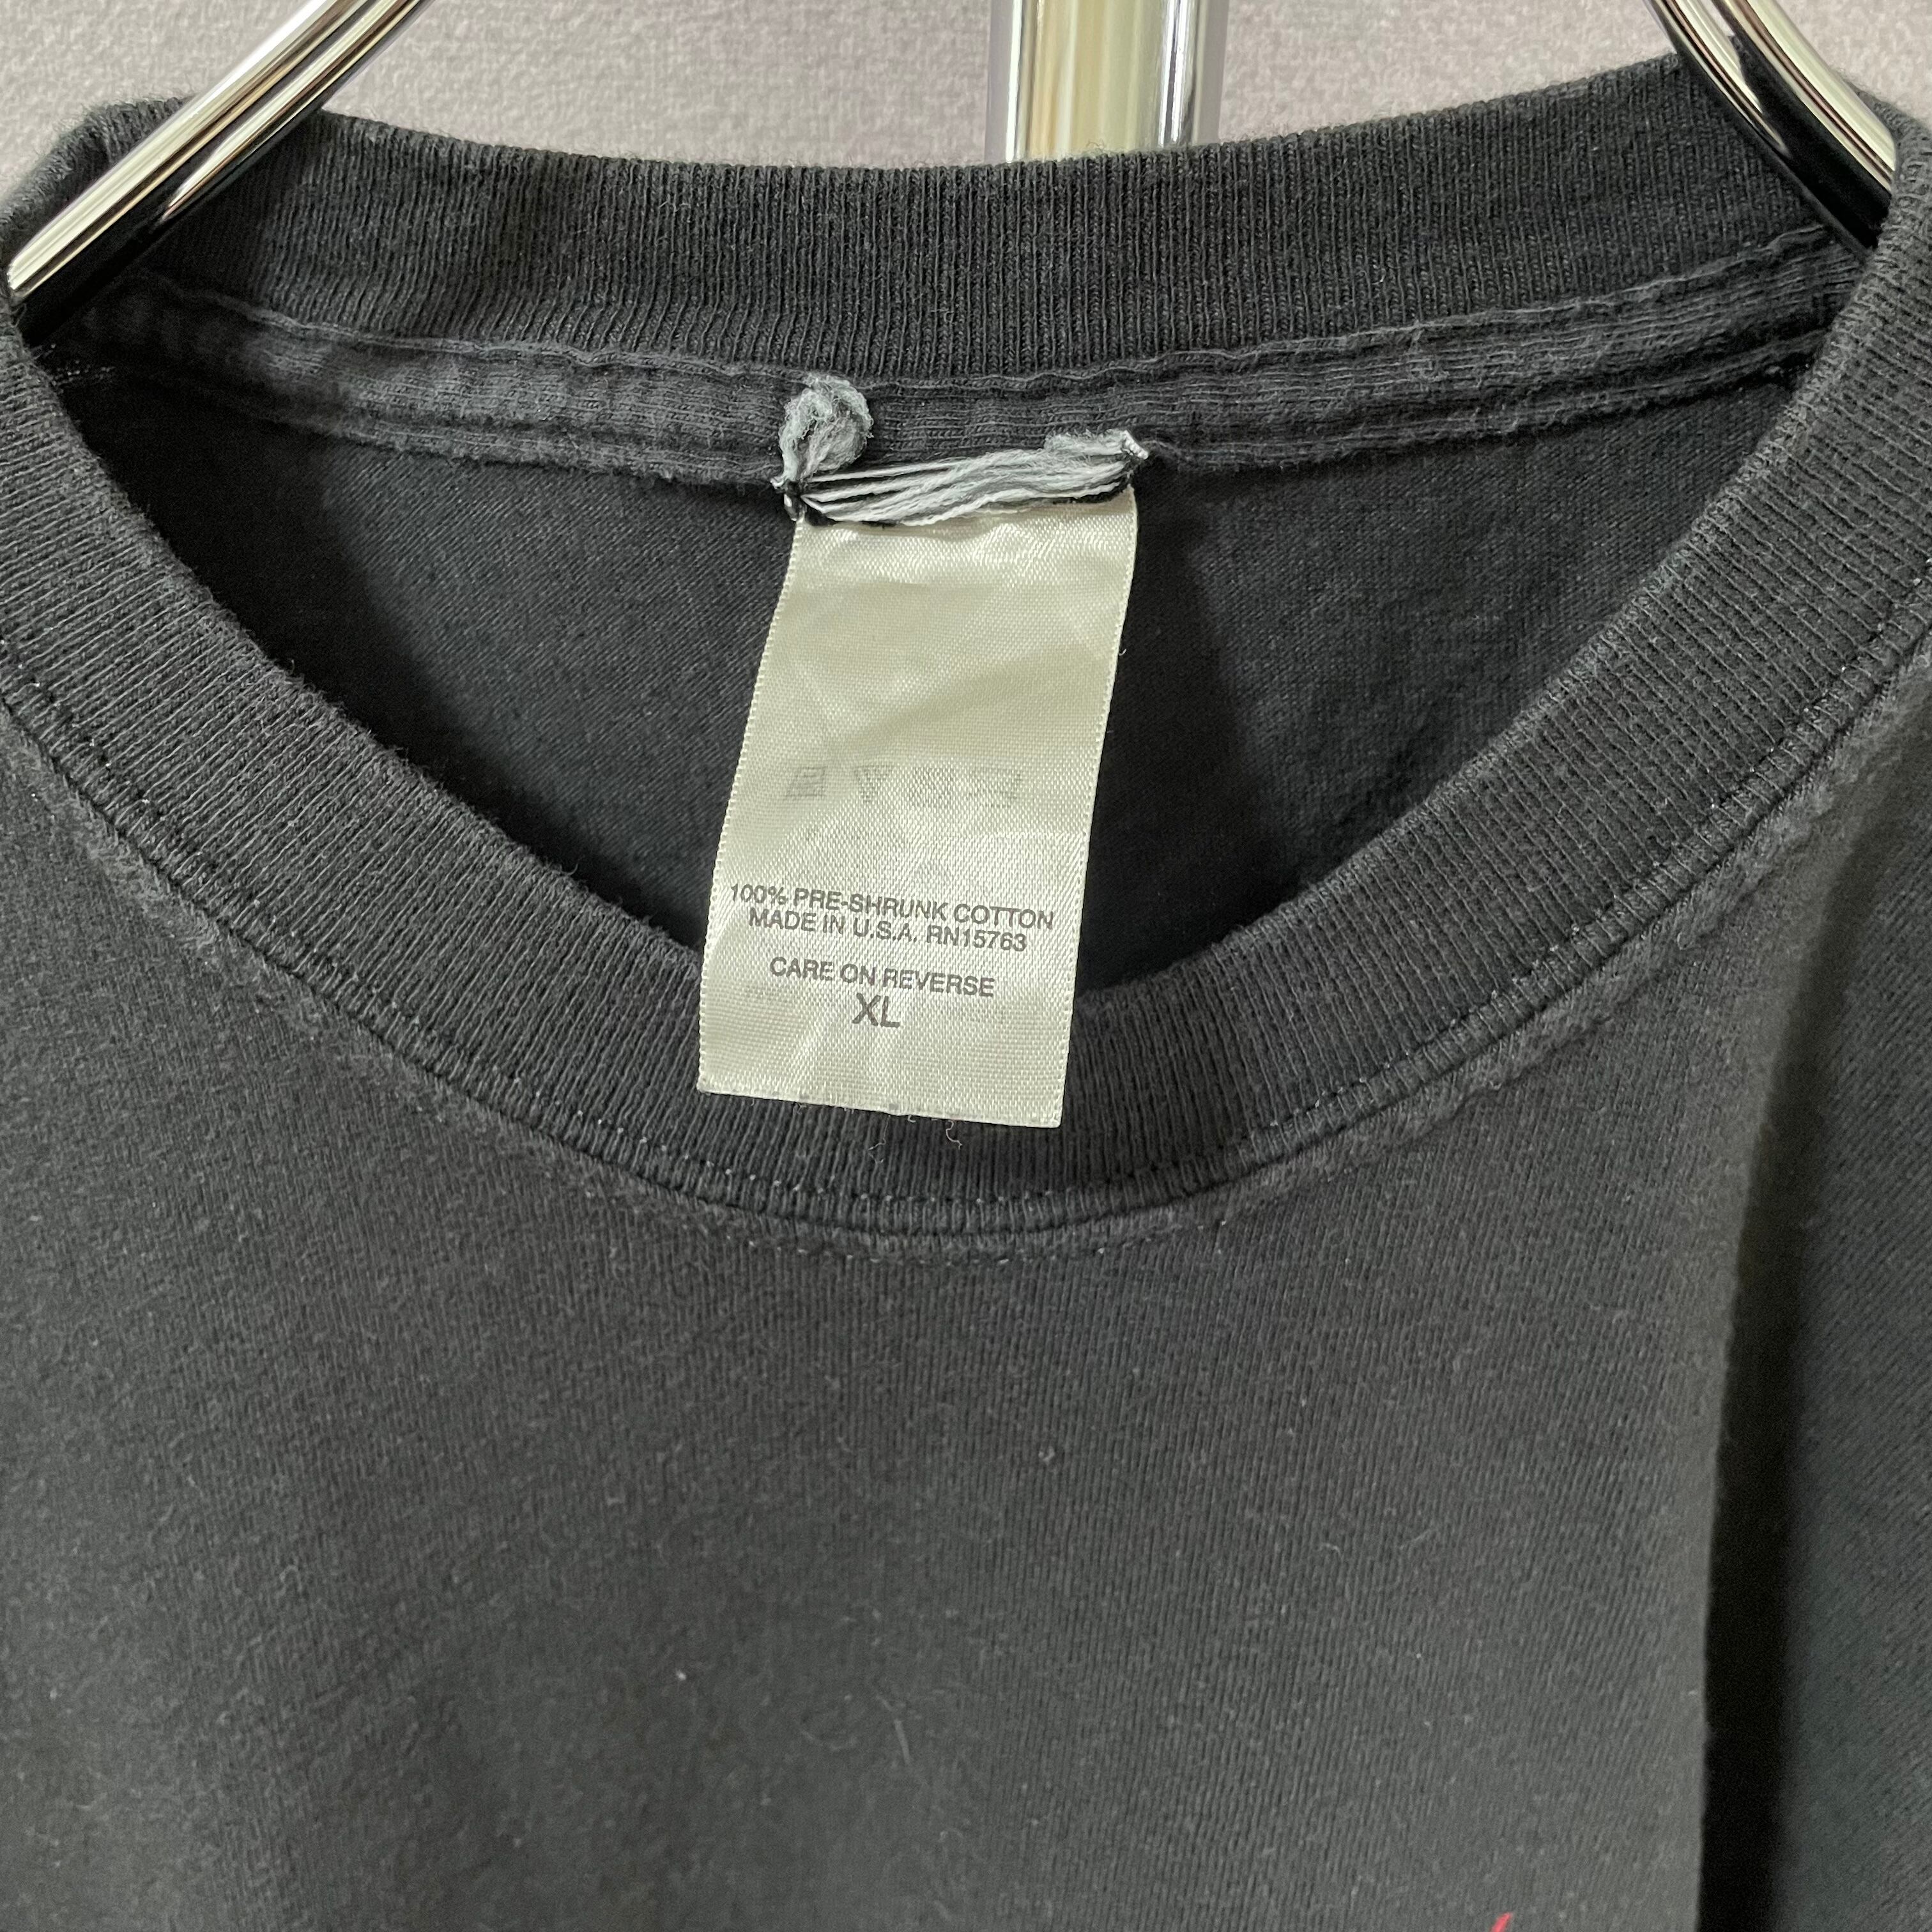 100% PRE-SHRUNK COTTON
MADE IN U.S.A. RN15763
CARE ON REVERSE
XL